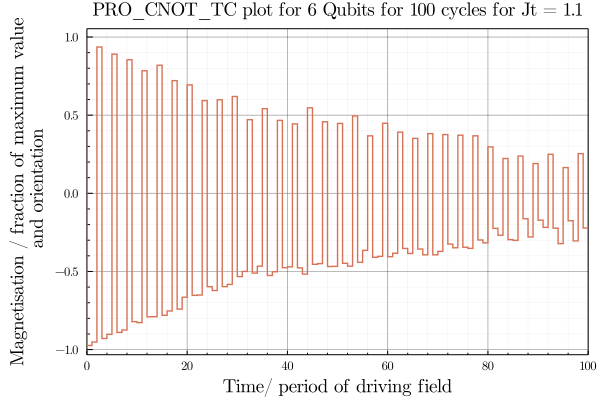 PRO_CNOT_TC plot for 6 Qubits for 100 cycles for Jt = 1.1
Magnetisation / fraction of maximum value
and orientation
1.0
0.5
0.0
−0.5
−1.0
0 20 40 60 80 100
Time/ period of driving field